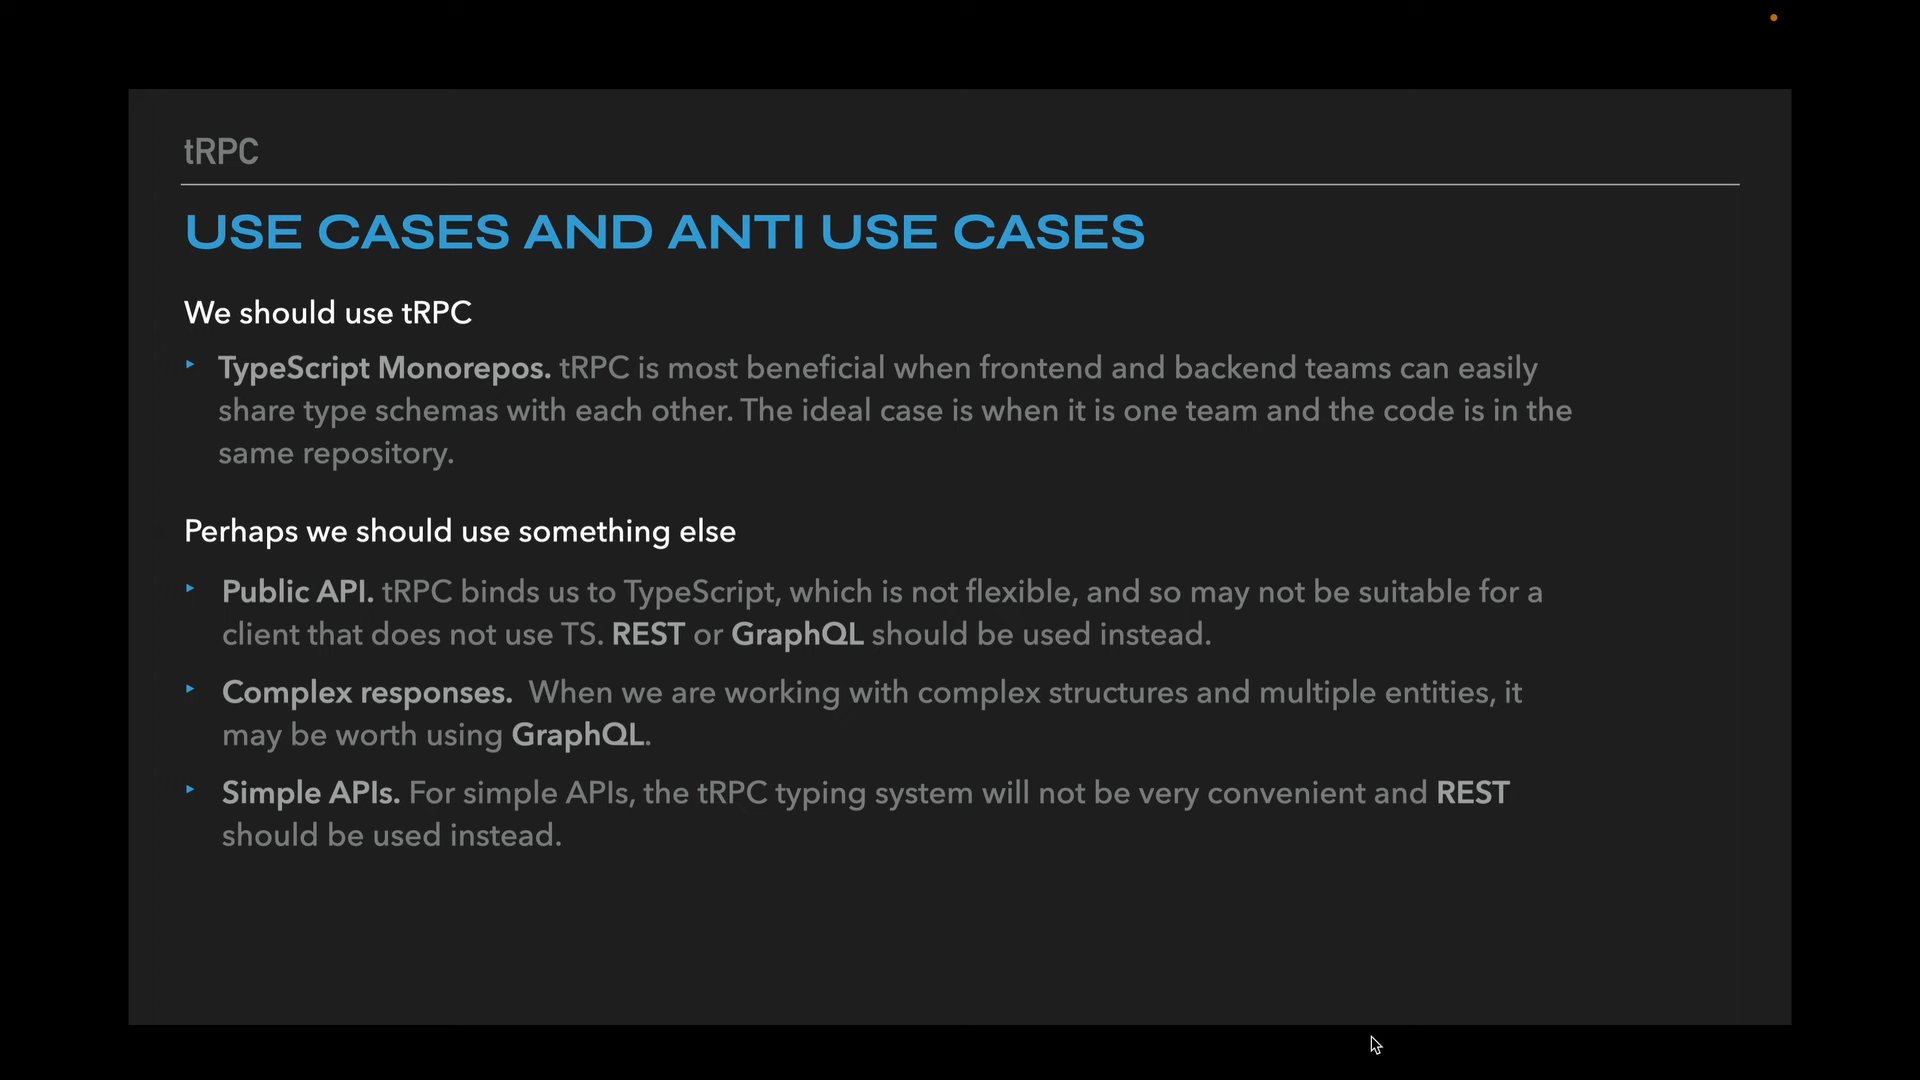 tRPC
USE CASES AND ANTI USE CASES
We should use tRPC
‣ TypeScript Monorepos. tRPC is most beneficial when frontend and backend teams can easily
share type schemas with each other. The ideal case is when it is one team and the code is in the
same repository.
Perhaps we should use something else
‣ Public API. tRPC binds us to TypeScript, which is not flexible, and so may not be suitable for a
client that does not use TS. REST or GraphQL should be used instead.
‣ Complex responses.  When we are working with complex structures and multiple entities, it
may be worth using GraphQL.
‣ Simple APIs. For simple APIs, the tRPC typing system will not be very convenient and REST
should be used instead.